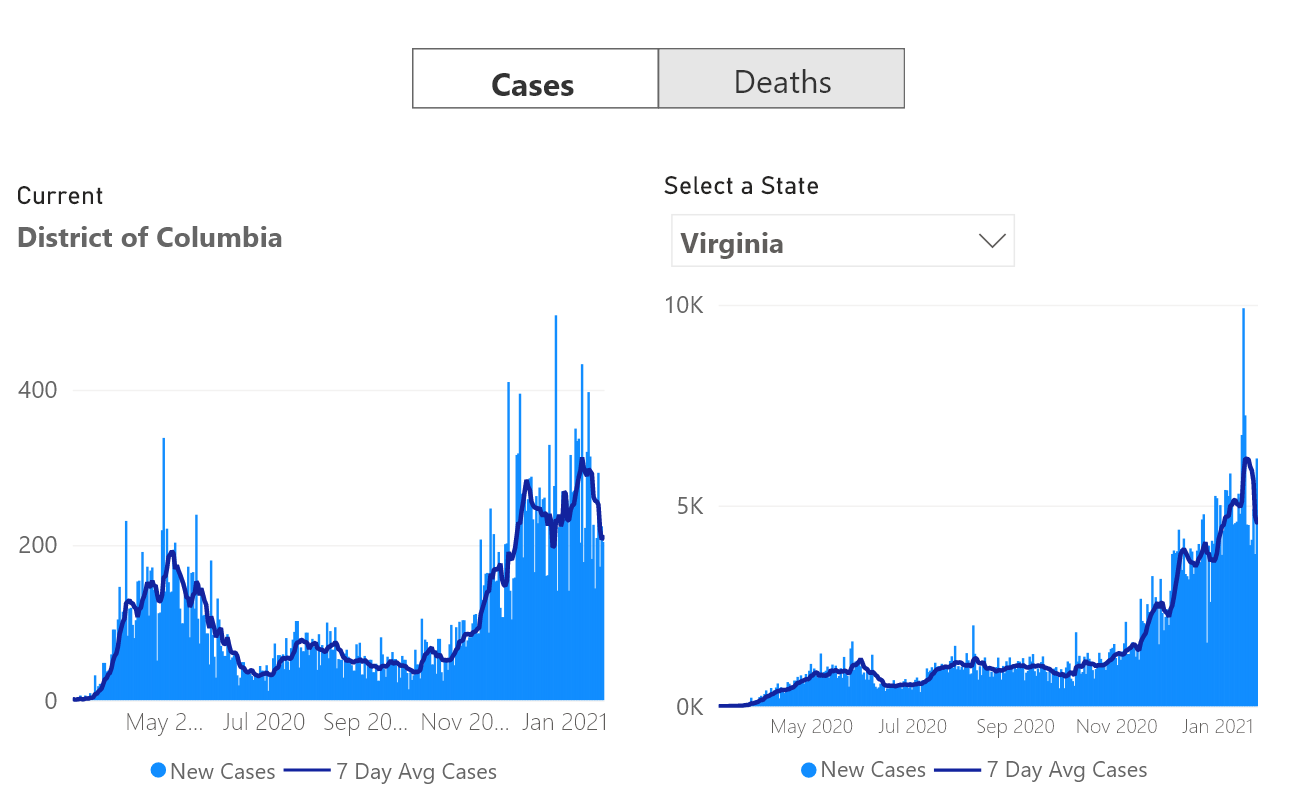 Cases
Deaths
Current
District of Columbia
400
200
0
May 2... Jul 2020 Sep 20... Nov 20... Jan 2021
New Cases 7 Day Avg Cases
Select a State
Virginia
10K
5K
0K
May 2020 Jul 2020 Sep 2020 Nov 2020 Jan 2021
New Cases 7 Day Avg Cases